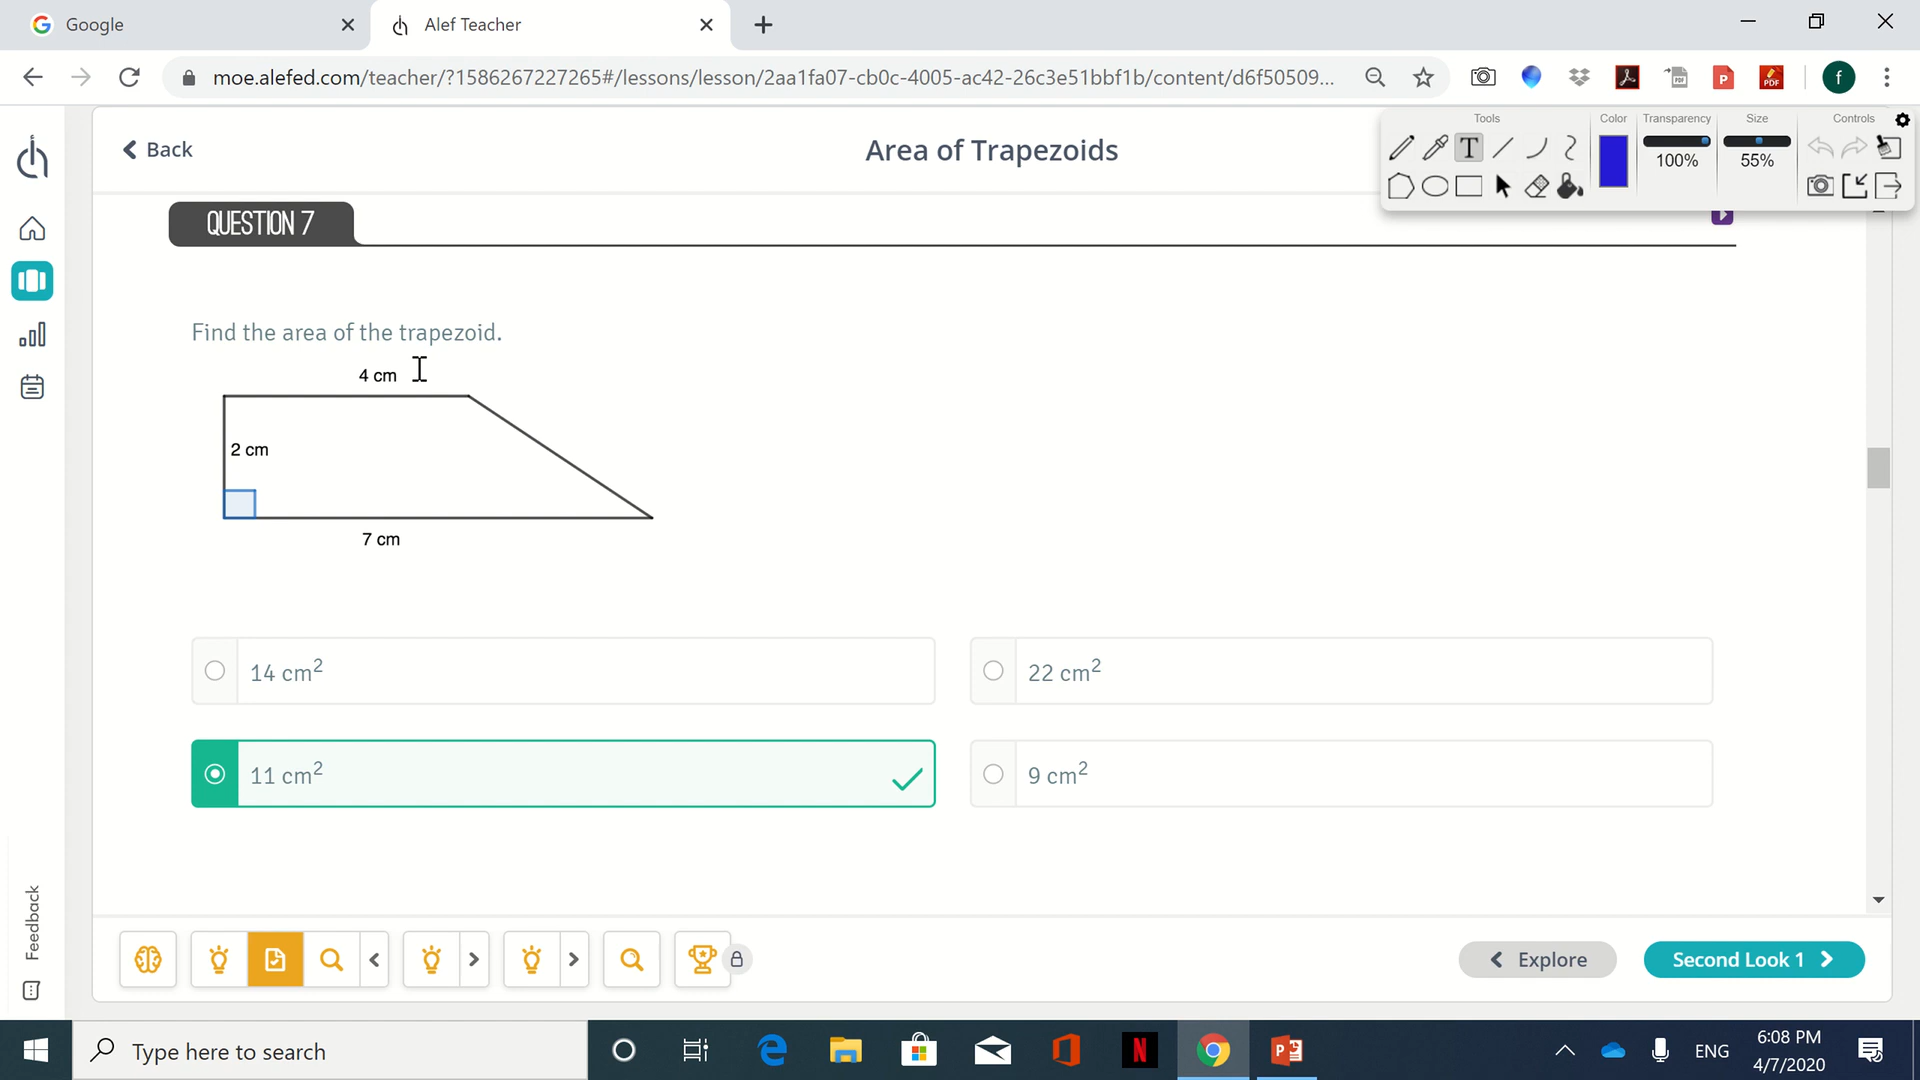 Google
Alef Teacher
moe.alefed.com/teacher/?1586267227265#/lessons/lesson/2aa1fa07-cb0c-4005-ac42-26c3e51bbf1b/content/d6f50509...
f
Back
Area of Trapezoids
Tools
Color
Transparency
Size
Controls
100%
55%
QUESTION 7
Find the area of the trapezoid.
4 cm
2 cm
7 cm
14 cm²
22 cm²
11 cm²
9 cm²
Feedback
Explore
Second Look 1
Type here to search
ENG
6:08 PM
4/7/2020